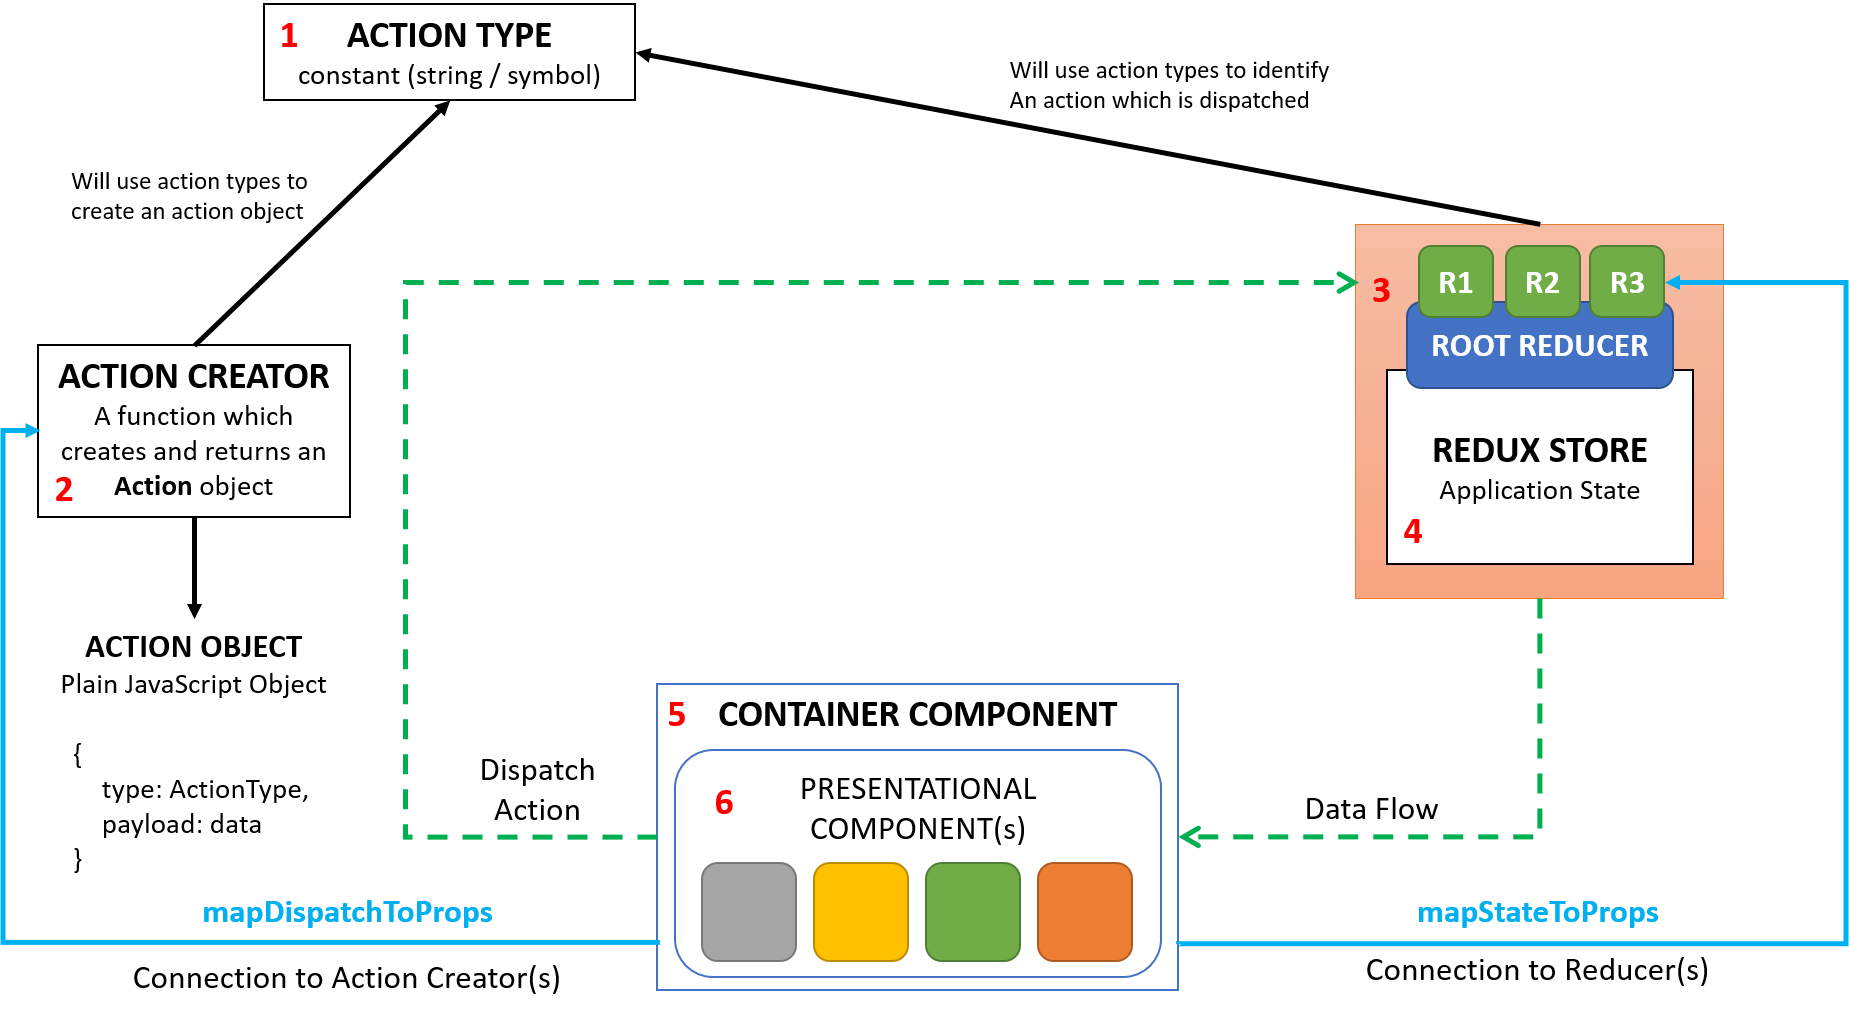 1
ACTION TYPE
constant (string / symbol)
Will use action types to identify
An action which is dispatched
Will use action types to
create an action object
3
R1
R2
R3
ROOT REDUCER
REDUX STORE
Application State
4
ACTION CREATOR
A function which
creates and returns an
2 Action object
ACTION OBJECT
Plain JavaScript Object
{
type: ActionType,
payload: data
}
Dispatch
Action
5 CONTAINER COMPONENT
6
PRESENTATIONAL
COMPONENT(s)
Data Flow
mapDispatchToProps
Connection to Action Creator(s)
mapStateToProps
Connection to Reducer(s)